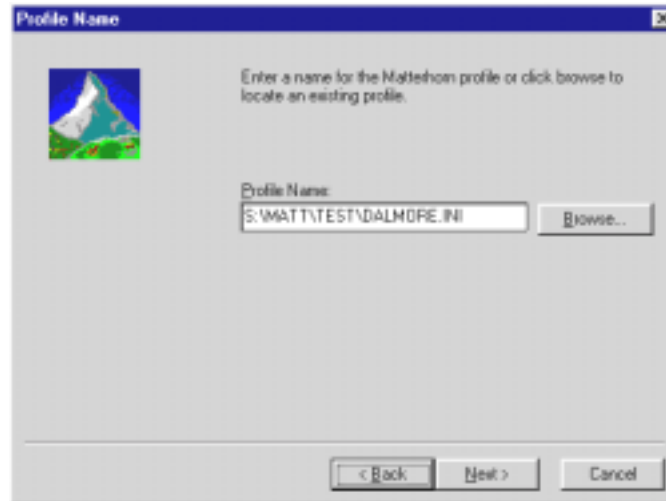 Profile Name
Enter a name for the Matterhorn profile or click browse to
locate an existing profile.
Profile Name:
S:\MATT\TEST\DALMORE.INI
Browse...
< Back
Next >
Cancel